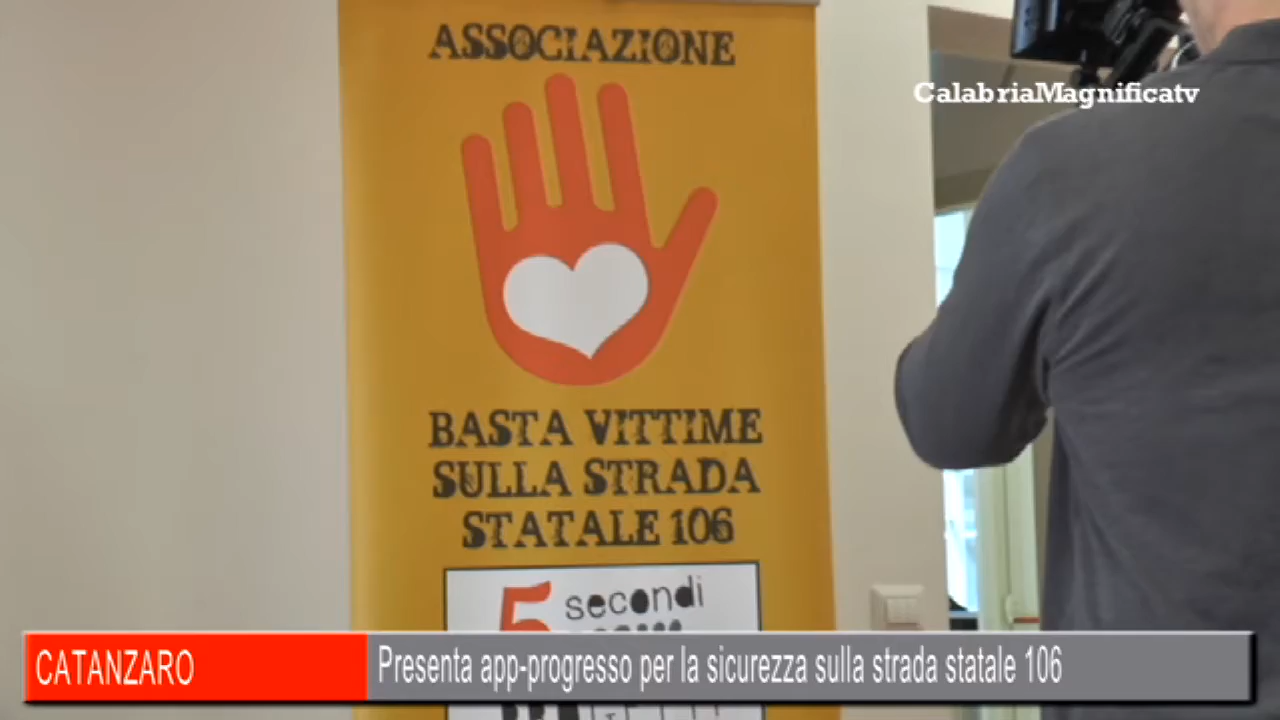 ASSOCIAZIONE
CalabriaMagnificatv
BASTA VITTIME
SULLA STRADA
STATALE 106
5 secondi
CATANZARO
Presenta app-progresso per la sicurezza sulla strada statale 106